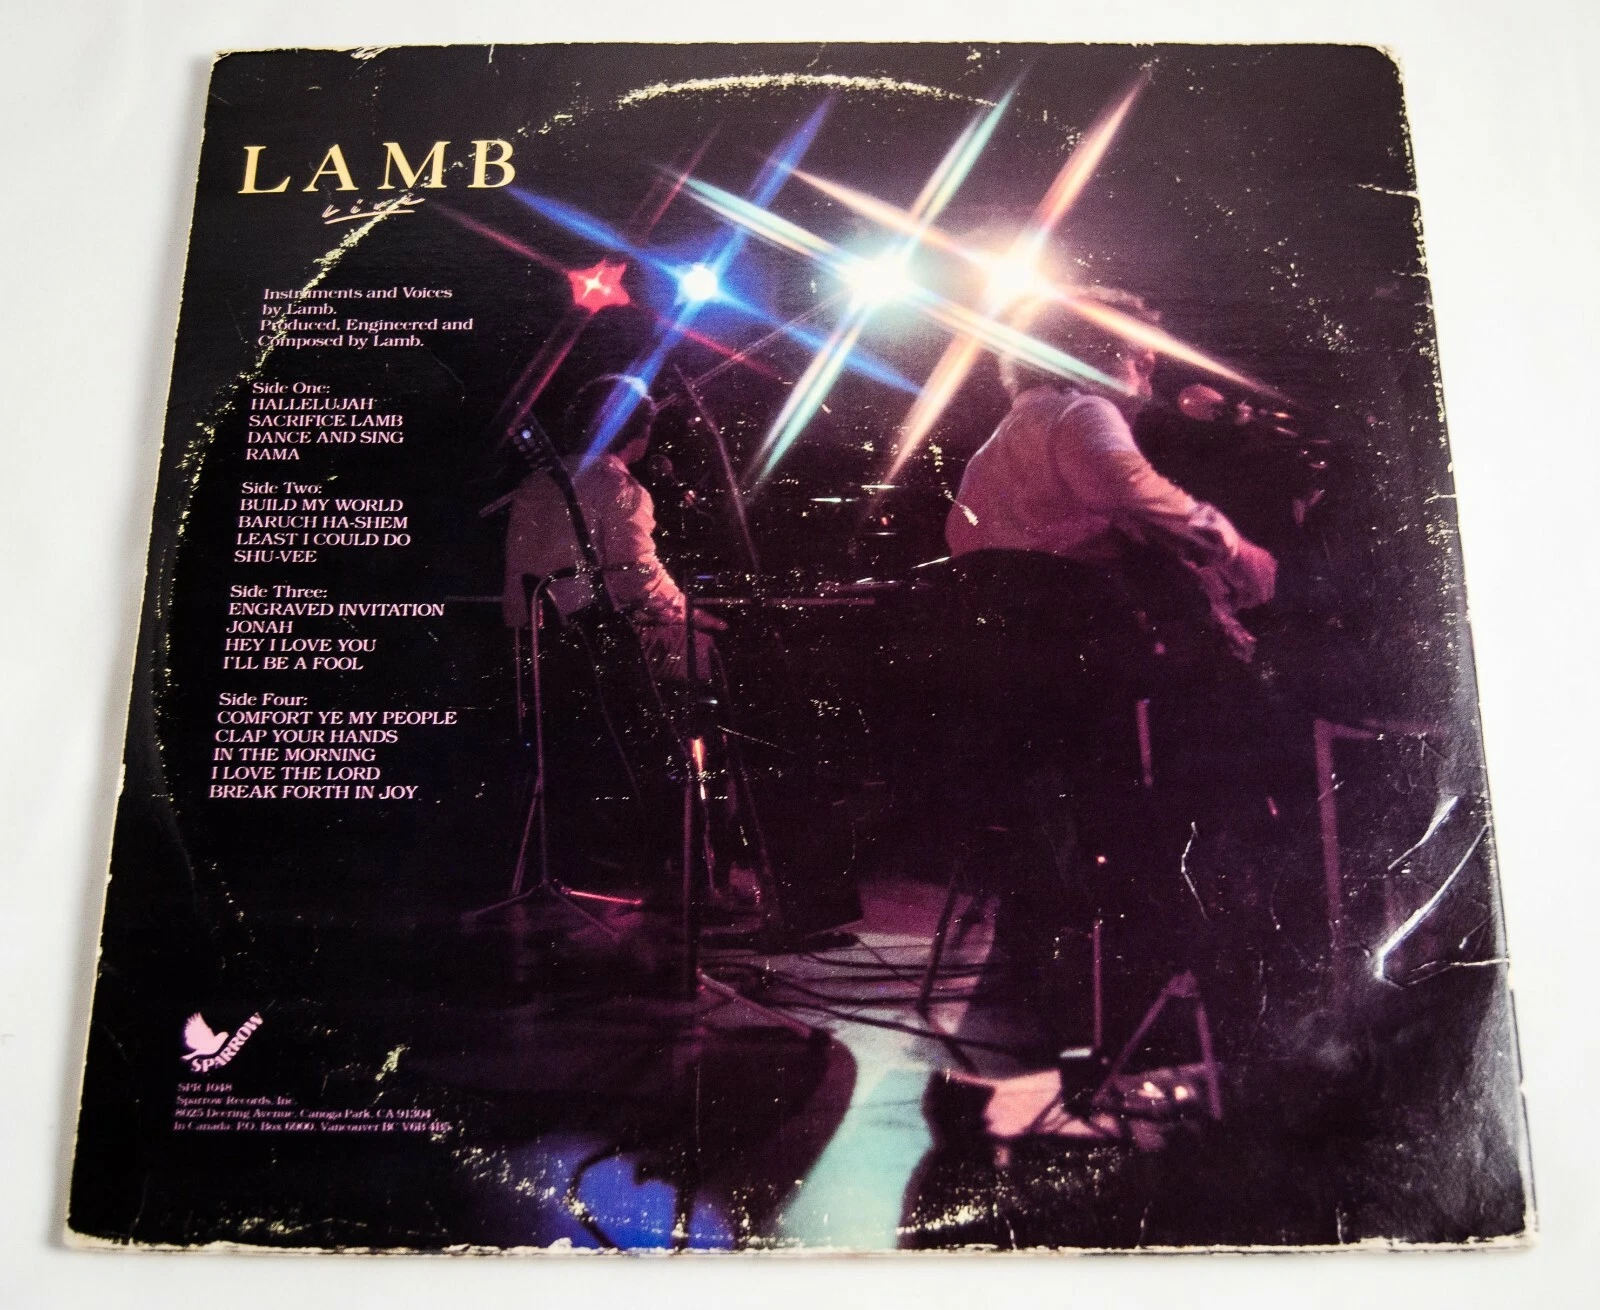 LAMB
Live
Instruments and Voices
by Lamb.
Produced, Engineered and
Composed by Lamb.
Side One:
HALLELUJAH
SACRIFICE LAMB
DANCE AND SING
RAMA
Side Two:
BUILD MY WORLD
BARUCH HA-SHEM
LEAST I COULD DO
SHU-VEE
Side Three:
ENGRAVED INVITATION
JONAH
HEY I LOVE YOU
I'LL BE A FOOL
Side Four:
COMFORT YE MY PEOPLE
CLAP YOUR HANDS
IN THE MORNING
I LOVE THE LORD
BREAK FORTH IN JOY
SPARROW
SPR 1048
Sparrow Records, Inc.
8025 Deering Avenue, Canoga Park, CA 91304
In Canada: P.O. Box 6900, Vancouver BC V6B 4B5